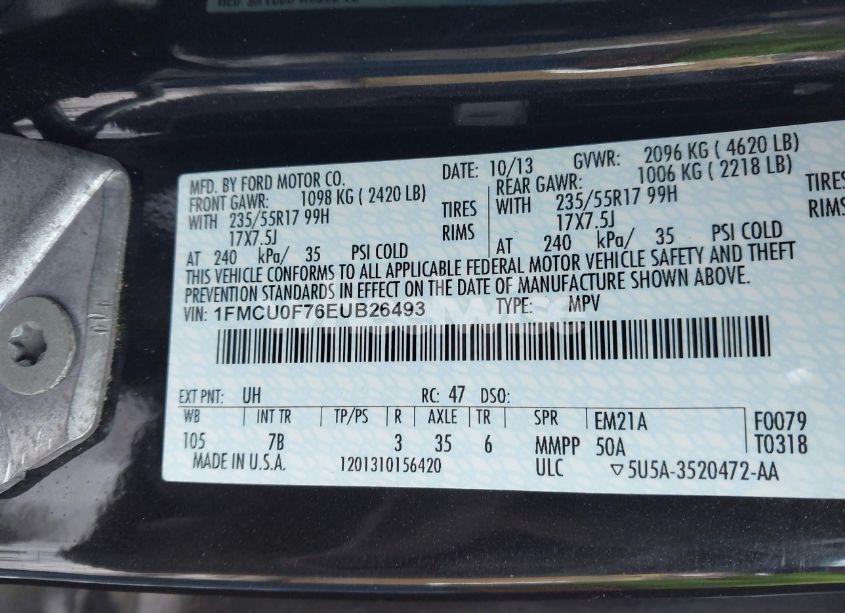 MFD. BY FORD MOTOR CO.
DATE: 10/13 GVWR: 2096 KG ( 4620 LB)
FRONT GAWR: 1098 KG ( 2420 LB) REAR GAWR: 1006 KG ( 2218 LB)
WITH 235/55R17 99H TIRES WITH 235/55R17 99H TIRES
17X7.5J RIMS 17X7.5J RIMS
AT 240 kPa/ 35 PSI COLD AT 240 kPa/ 35 PSI COLD
THIS VEHICLE CONFORMS TO ALL APPLICABLE FEDERAL MOTOR VEHICLE SAFETY AND THEFT
PREVENTION STANDARDS IN EFFECT ON THE DATE OF MANUFACTURE SHOWN ABOVE.
VIN: 1FMCU0F76EUB26493 TYPE: MPV
EXT PNT: UH RC: 47 DSO:
WB INT TR TP/PS R AXLE TR SPR EM21A F0079
105 7B 3 35 6 MMPP 50A T0318
MADE IN U.S.A. 1201310156420 ULC ▽5U5A-3520472-AA